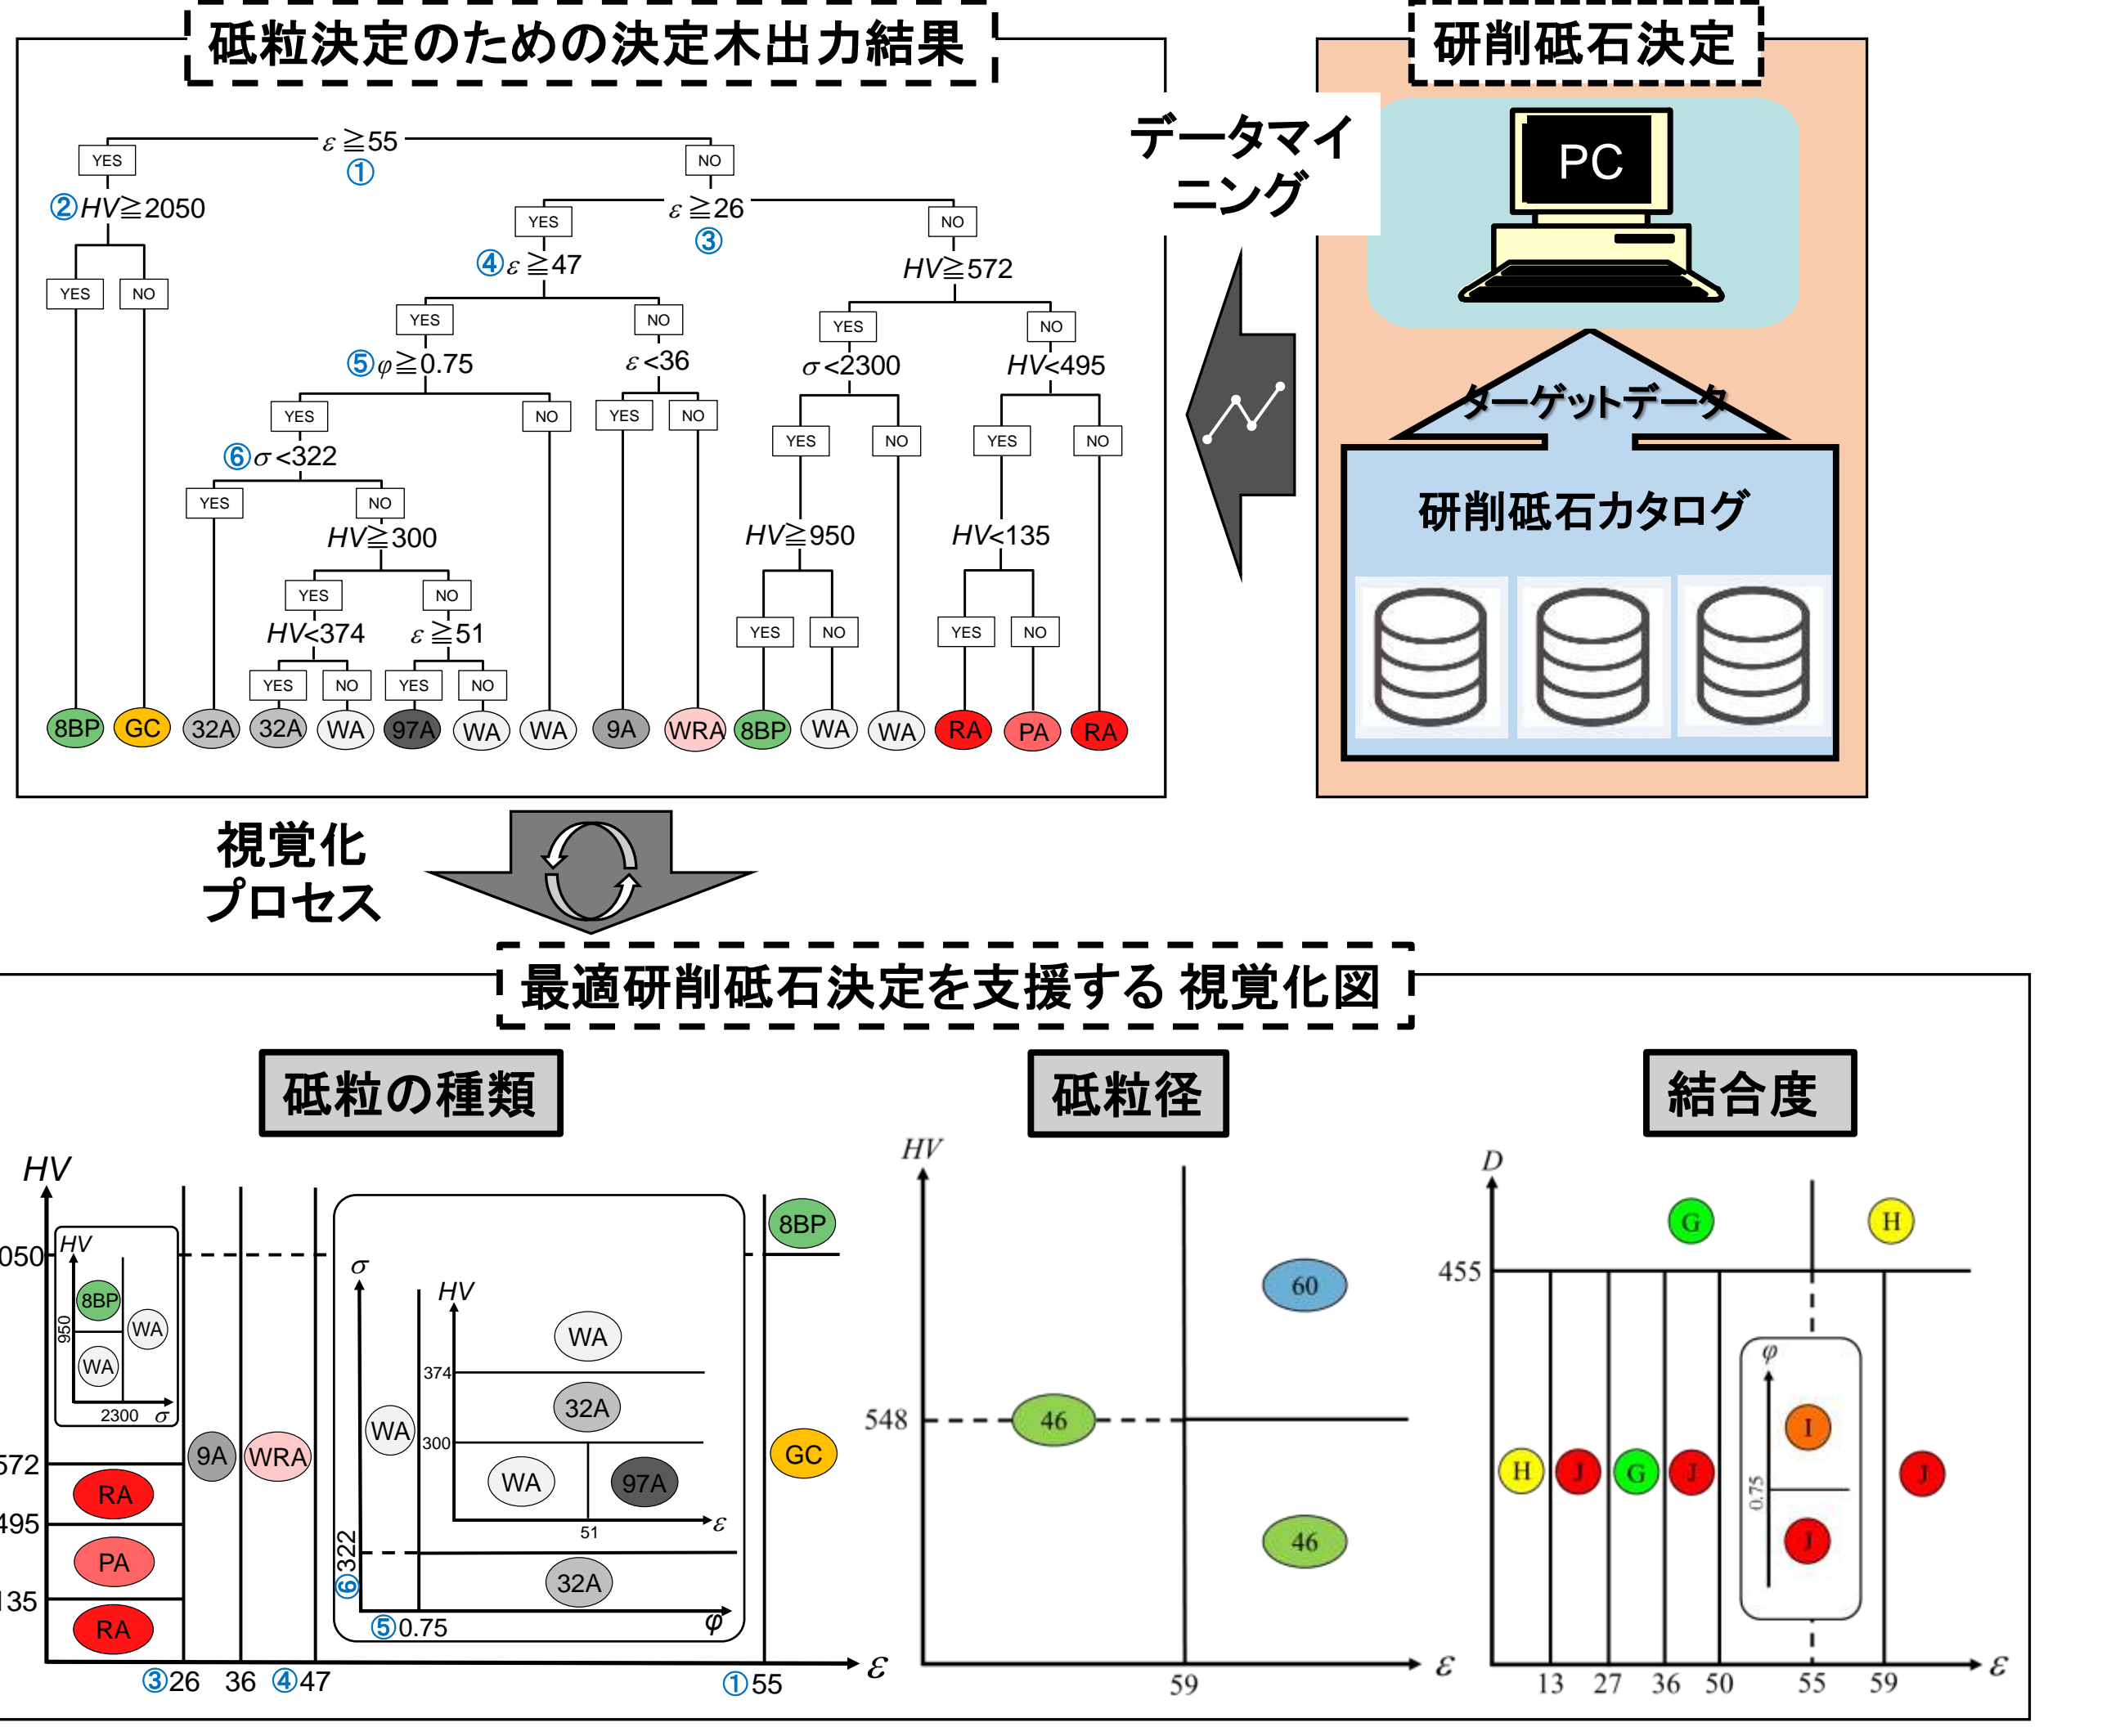 砥粒決定のための決定木出力結果
研削砥石決定
データマイ
ニング
PC
ターゲットデータ
研削砥石カタログ
ε≧55
①
YES
NO
②HV≧2050
ε≧26
③
YES
NO
YES
NO
④ε≧47
HV≧572
YES
NO
YES
NO
⑤φ≧0.75
ε<36
σ<2300
HV<495
YES
NO
YES
NO
YES
NO
YES
NO
⑥σ<322
YES
NO
HV≧300
HV≧950
HV<135
YES
NO
YES
NO
YES
NO
HV<374
ε≧51
YES
NO
YES
NO
8BP
GC
32A
32A
WA
97A
WA
WA
9A
WRA
8BP
WA
WA
RA
PA
RA
視覚化
プロセス
最適研削砥石決定を支援する 視覚化図
砥粒の種類
HV
050
572
495
135
HV
8BP
950
WA
WA
2300
σ
RA
PA
RA
9A
WRA
σ
HV
WA
WA
374
32A
300
WA
97A
51
ε
⑥322
32A
⑤0.75
φ
8BP
GC
③26
36
④47
①55
ε
砥粒径
HV
60
548
46
46
59
ε
結合度
D
G
H
455
φ
I
0.75
J
H
J
G
J
J
13
27
36
50
55
59
ε